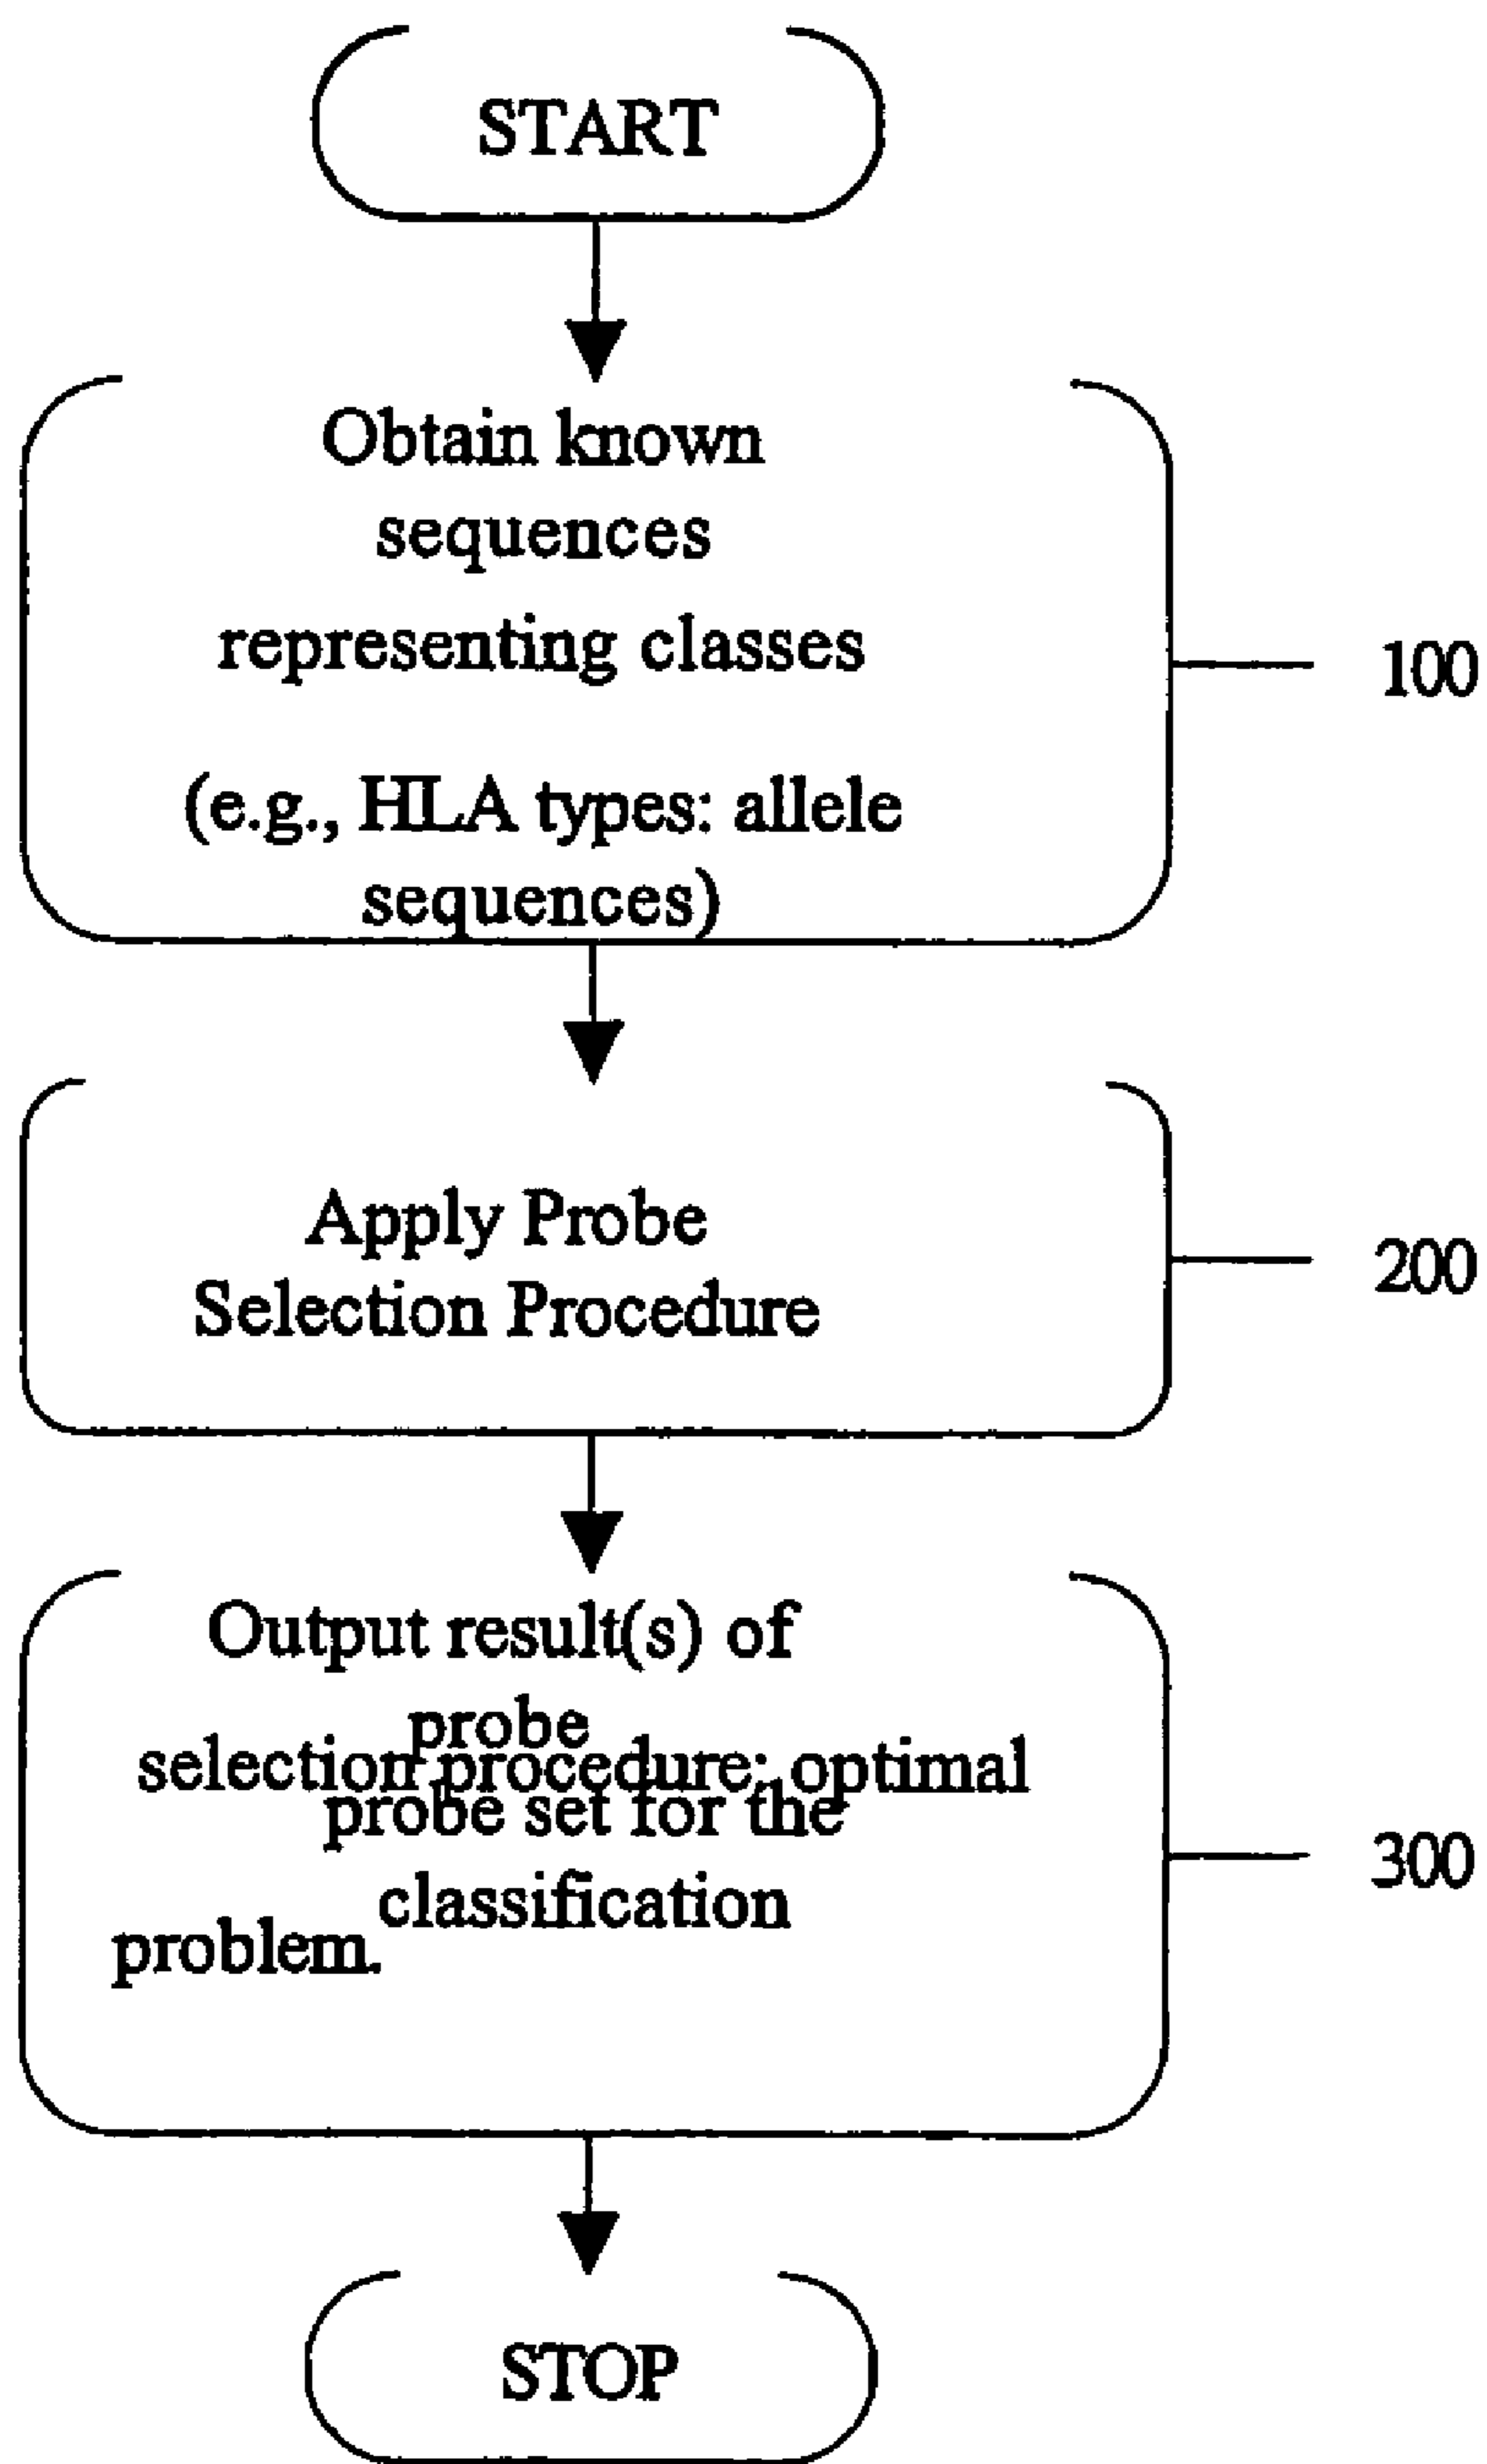 START
Obtain known
sequences
representing classes
(e.g., HLA types: allele
sequences)
100
Apply Probe
Selection Procedure
200
Output result(s) of
probe
selection procedure: optimal
probe set for the
classification
problem.
300
STOP